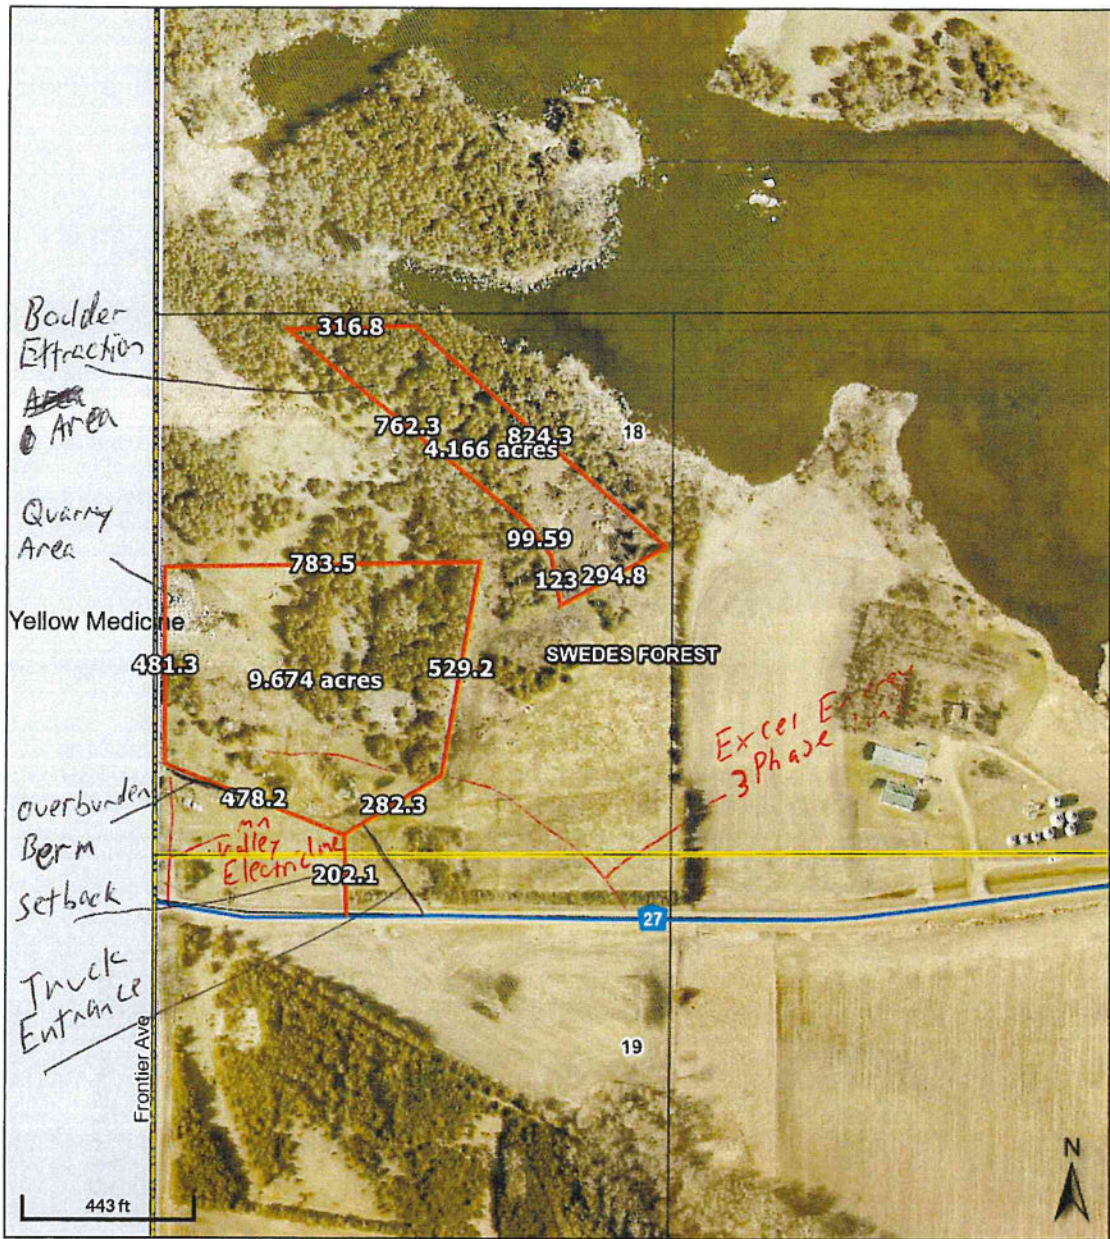 Boulder
Extraction
Area
Area
316.8
762.3
824.3
18
4.166 acres
Quarry
Area
99.59
783.5
123
294.8
Yellow Medicine
481.3
529.2
SWEDES FOREST
9.674 acres
Excel Energy
3 Phase Line
overburden
Berm
478.2
282.3
mn
Valley
Electric line
setback
202.1
27
Truck
Entrance
19
Frontier Ave
N
443 ft